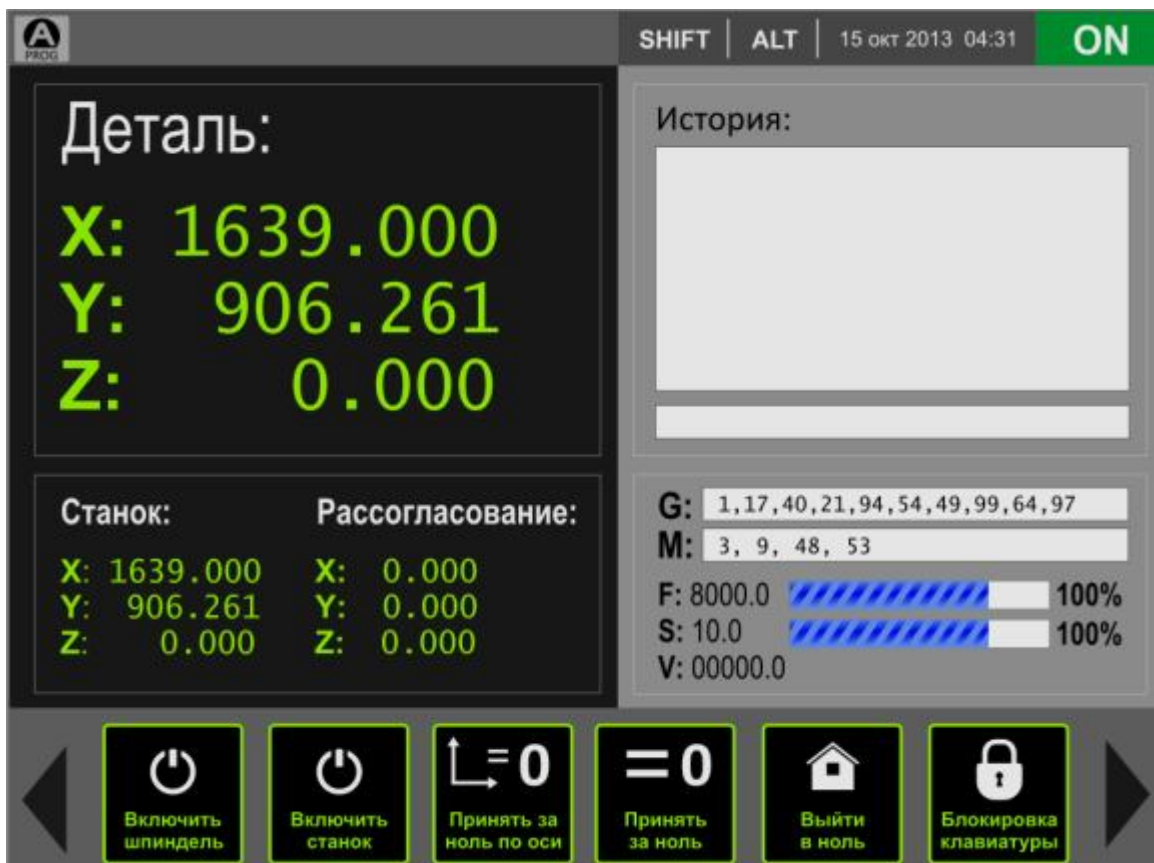 A
PROG
SHIFT ALT 15 окт 2013 04:31 ON
Деталь:
X: 1639.000
Y: 906.261
Z: 0.000
История:
Станок:
X: 1639.000
Y: 906.261
Z: 0.000
Рассогласование:
X: 0.000
Y: 0.000
Z: 0.000
G: 1,17,40,21,94,54,49,99,64,97
M: 3, 9, 48, 53
F: 8000.0 100%
S: 10.0 100%
V: 00000.0
Включить
шпиндель
Включить
станок
=0
Принять за
ноль по оси
=0
Принять
за ноль
Выйти
в ноль
Блокировка
клавиатуры